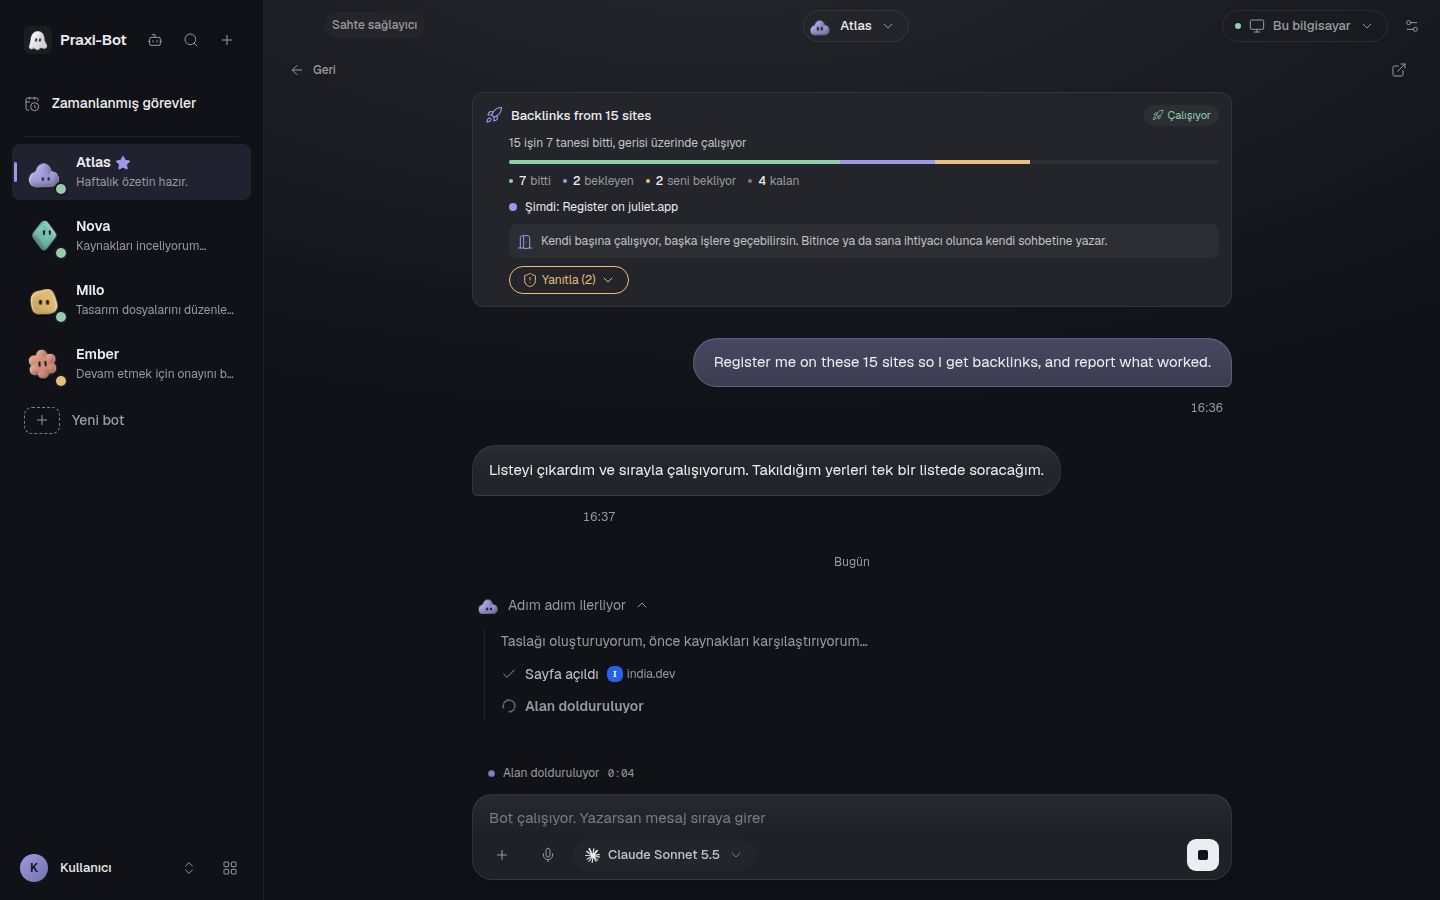 Praxi-Bot
Zamanlanmış görevler
Atlas
Haftalık özetin hazır.
Nova
Kaynakları inceliyorum…
Milo
Tasarım dosyalarını düzenle…
Ember
Devam etmek için onayını b…
Yeni bot
K Kullanıcı
Sahte sağlayıcı
Atlas
Bu bilgisayar
Geri
Backlinks from 15 sites
Çalışıyor
15 işin 7 tanesi bitti, gerisi üzerinde çalışıyor
7 bitti 2 bekleyen 2 seni bekliyor 4 kalan
Şimdi: Register on juliet.app
Kendi başına çalışıyor, başka işlere geçebilirsin. Bitince ya da sana ihtiyacı olunca kendi sohbetine yazar.
Yanıtla (2)
Register me on these 15 sites so I get backlinks, and report what worked.
16:36
Listeyi çıkardım ve sırayla çalışıyorum. Takıldığım yerleri tek bir listede soracağım.
16:37
Bugün
Adım adım ilerliyor
Taslağı oluşturuyorum, önce kaynakları karşılaştırıyorum…
Sayfa açıldı I india.dev
Alan dolduruluyor
Alan dolduruluyor 0:04
Bot çalışıyor. Yazarsan mesaj sıraya girer
Claude Sonnet 5.5